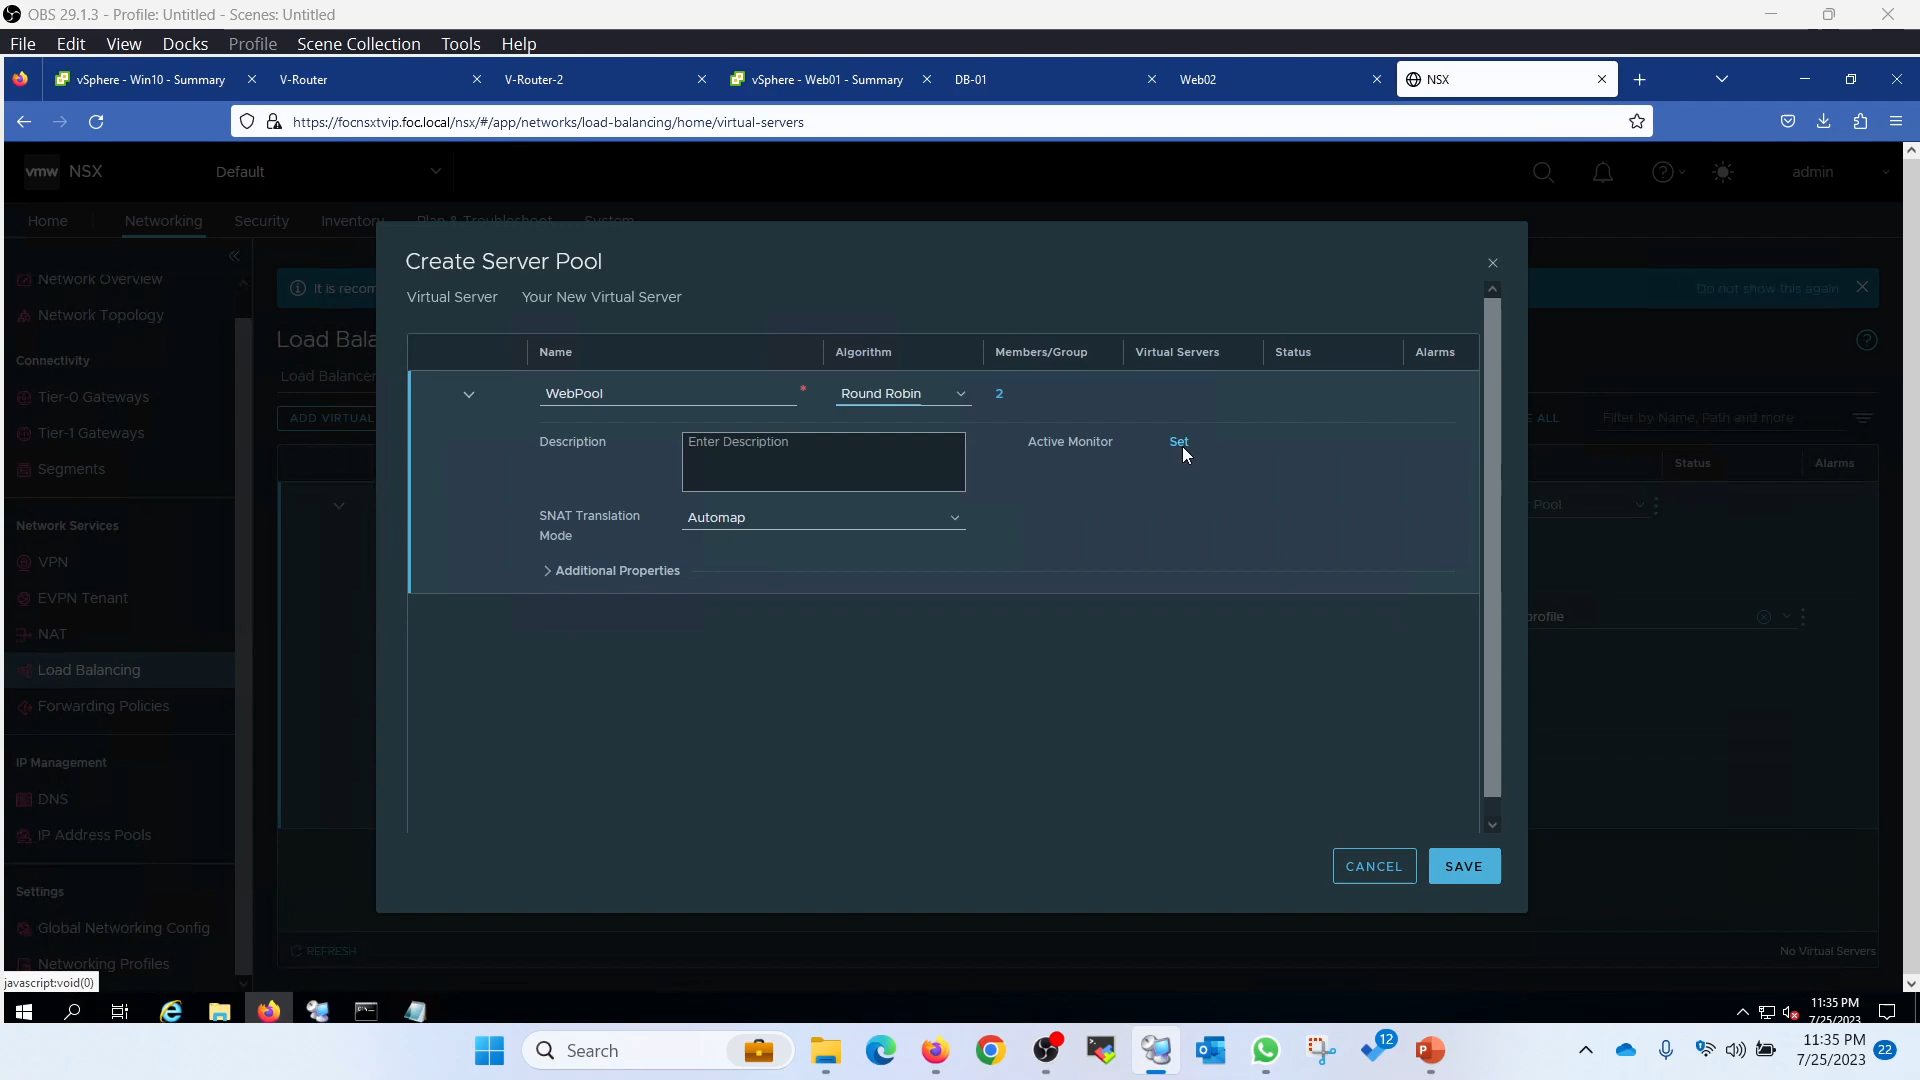 OBS 29.1.3 - Profile: Untitled - Scenes: Untitled
File Edit View Docks Profile Scene Collection Tools Help
vSphere - Win10 - Summary V-Router V-Router-2 vSphere - Web01 - Summary DB-01 Web02 NSX
https://focnsxtvip.foc.local/nsx/#/app/networks/load-balancing/home/virtual-servers
vmw NSX Default admin
Home Networking Security Inventory Plan & Troubleshoot System
Network Overview
Network Topology
Connectivity
Tier-0 Gateways
Tier-1 Gateways
Segments
Network Services
VPN
EVPN Tenant
NAT
Load Balancing
Forwarding Policies
IP Management
DNS
IP Address Pools
Settings
Global Networking Config
Networking Profiles
It is recom Do not show this again
Load Bala
Load Balancer
ADD VIRTUAL E ALL Filter by Name, Path and more
Status Alarms
Pool
profile
REFRESH No Virtual Servers
Create Server Pool
Virtual Server Your New Virtual Server
Name Algorithm Members/Group Virtual Servers Status Alarms
WebPool * Round Robin 2
Description Enter Description Active Monitor Set
SNAT Translation Mode Automap
Additional Properties
CANCEL SAVE
javascript:void(0)
11:35 PM
7/25/2023
Search
12
11:35 PM
7/25/2023
22